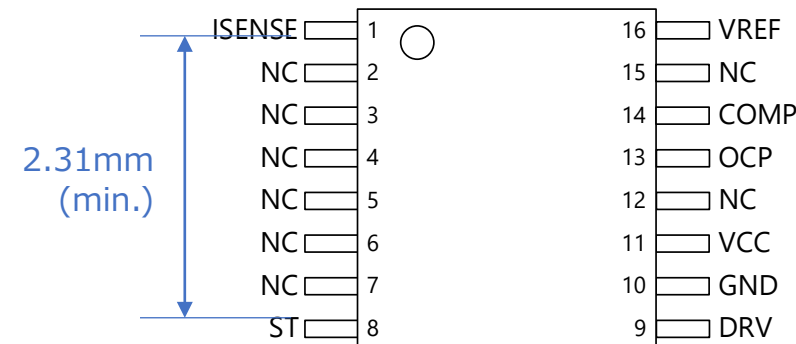 ISENSE 1 16 VREF
NC 2 15 NC
NC 3 14 COMP
NC 4 13 OCP
2.31mm
(min.)
NC 5 12 NC
NC 6 11 VCC
NC 7 10 GND
ST 8 9 DRV